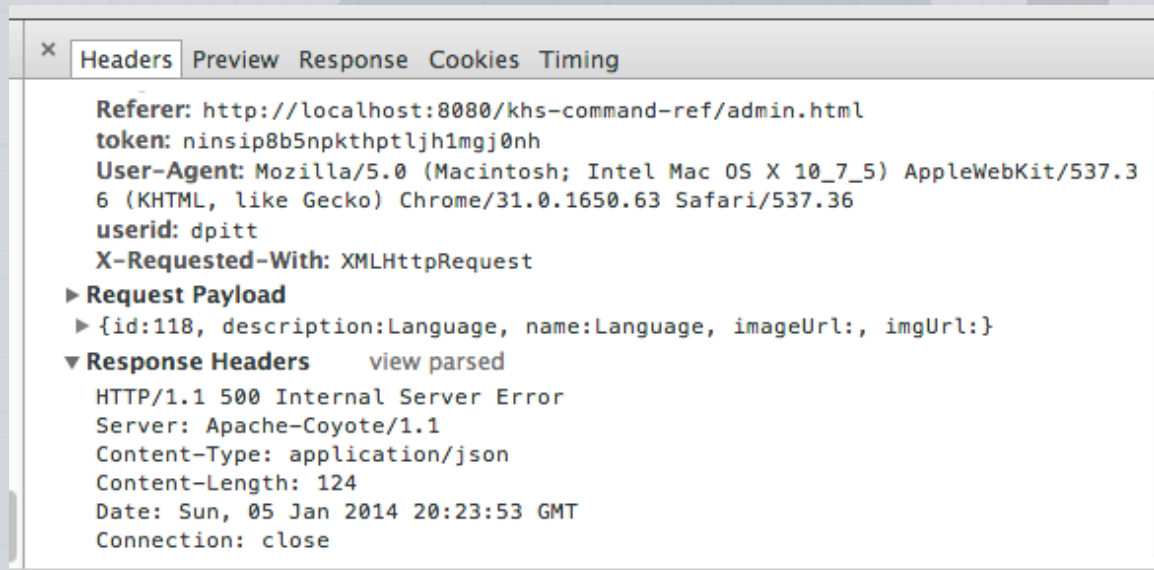 × Headers Preview Response Cookies Timing
Referer: http://localhost:8080/khs-command-ref/admin.html
token: ninsip8b5npkthptljh1mgj0nh
User-Agent: Mozilla/5.0 (Macintosh; Intel Mac OS X 10_7_5) AppleWebKit/537.3
6 (KHTML, like Gecko) Chrome/31.0.1650.63 Safari/537.36
userid: dpitt
X-Requested-With: XMLHttpRequest
▶ Request Payload
▶ {id:118, description:Language, name:Language, imageUrl:, imgUrl:}
▼ Response Headers view parsed
HTTP/1.1 500 Internal Server Error
Server: Apache-Coyote/1.1
Content-Type: application/json
Content-Length: 124
Date: Sun, 05 Jan 2014 20:23:53 GMT
Connection: close